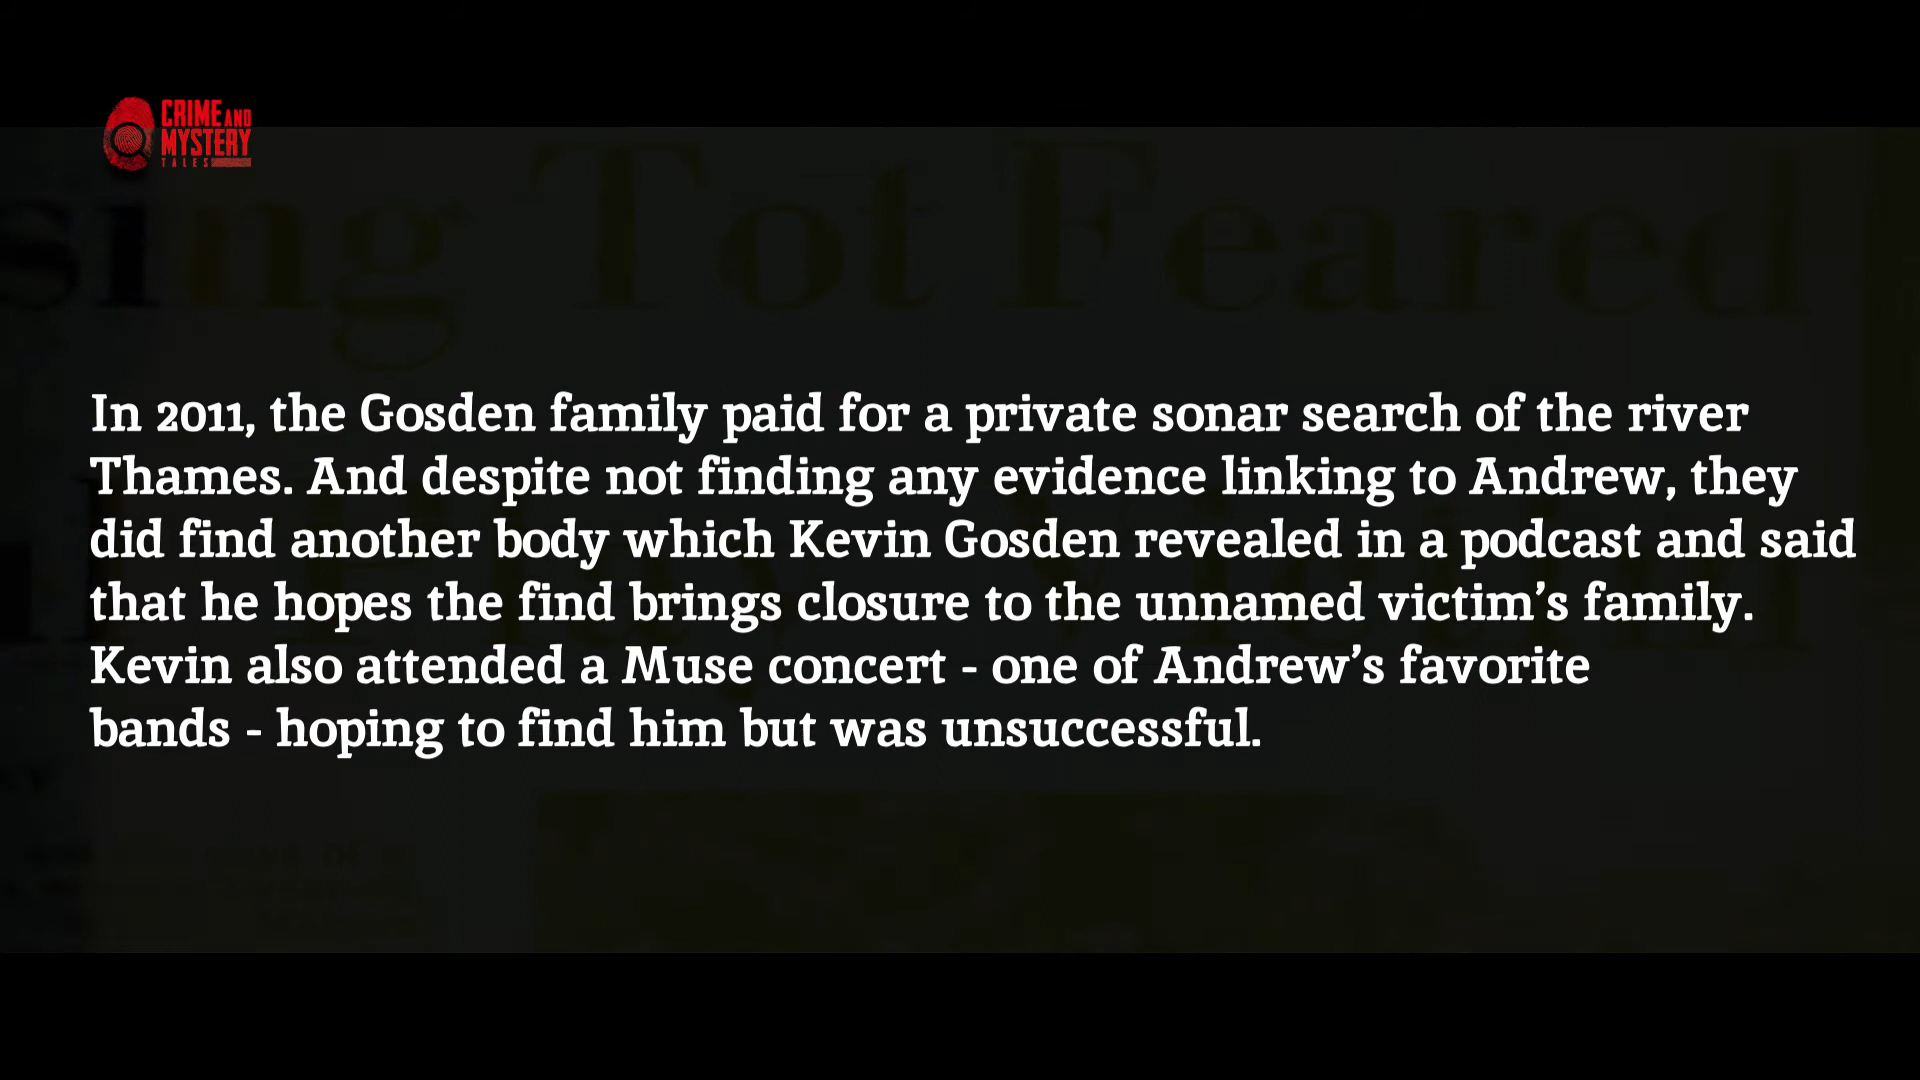 CRIME AND
MYSTERY
TALES
sing Tot Feared
In 2011, the Gosden family paid for a private sonar search of the river
Thames. And despite not finding any evidence linking to Andrew, they
did find another body which Kevin Gosden revealed in a podcast and said
that he hopes the find brings closure to the unnamed victim's family.
Kevin also attended a Muse concert - one of Andrew's favorite
bands - hoping to find him but was unsuccessful.